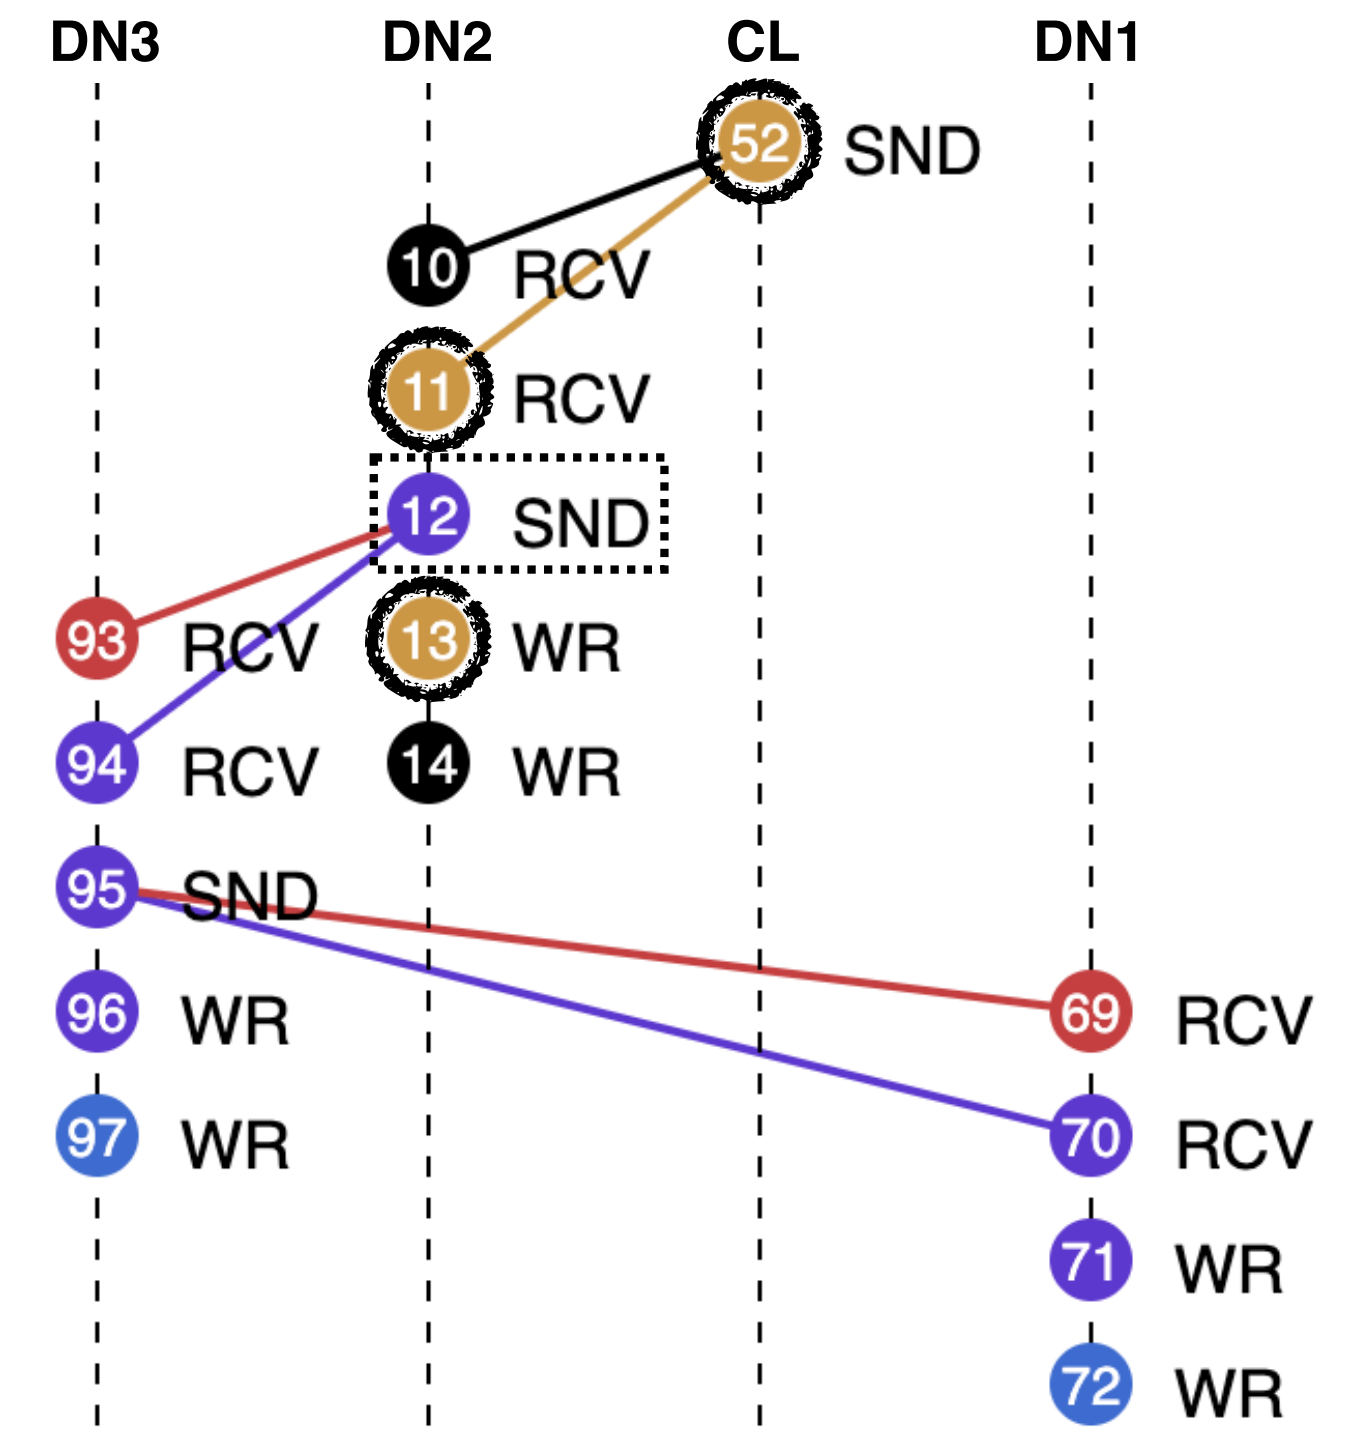 DN3 DN2 CL DN1
52 SND
10 RCV
11 RCV
12 SND
93 RCV 13 WR
94 RCV 14 WR
95 SND
96 WR 69 RCV
97 WR 70 RCV
71 WR
72 WR